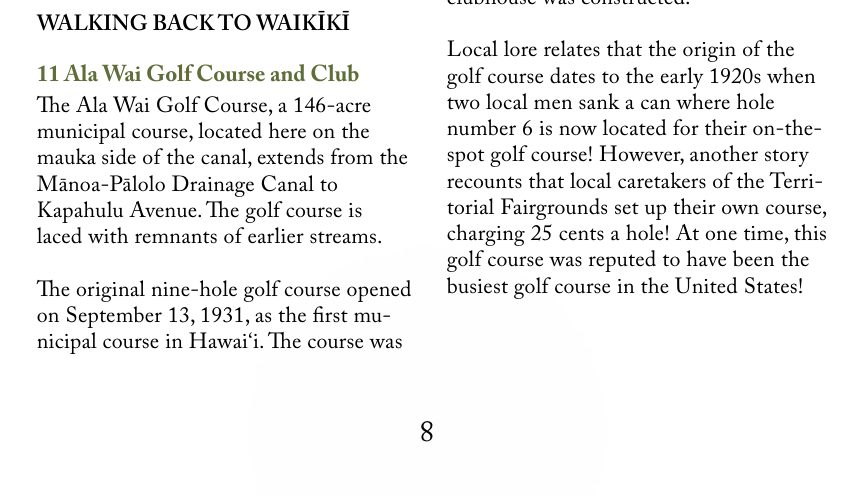 WALKING BACK TO WAIKĪKĪ
11 Ala Wai Golf Course and Club
The Ala Wai Golf Course, a 146-acre
municipal course, located here on the
mauka side of the canal, extends from the
Mānoa-Pālolo Drainage Canal to
Kapahulu Avenue. The golf course is
laced with remnants of earlier streams.
The original nine-hole golf course opened
on September 13, 1931, as the first mu-
nicipal course in Hawai‘i. The course was
clubhouse was constructed.
Local lore relates that the origin of the
golf course dates to the early 1920s when
two local men sank a can where hole
number 6 is now located for their on-the-
spot golf course! However, another story
recounts that local caretakers of the Terri-
torial Fairgrounds set up their own course,
charging 25 cents a hole! At one time, this
golf course was reputed to have been the
busiest golf course in the United States!
8